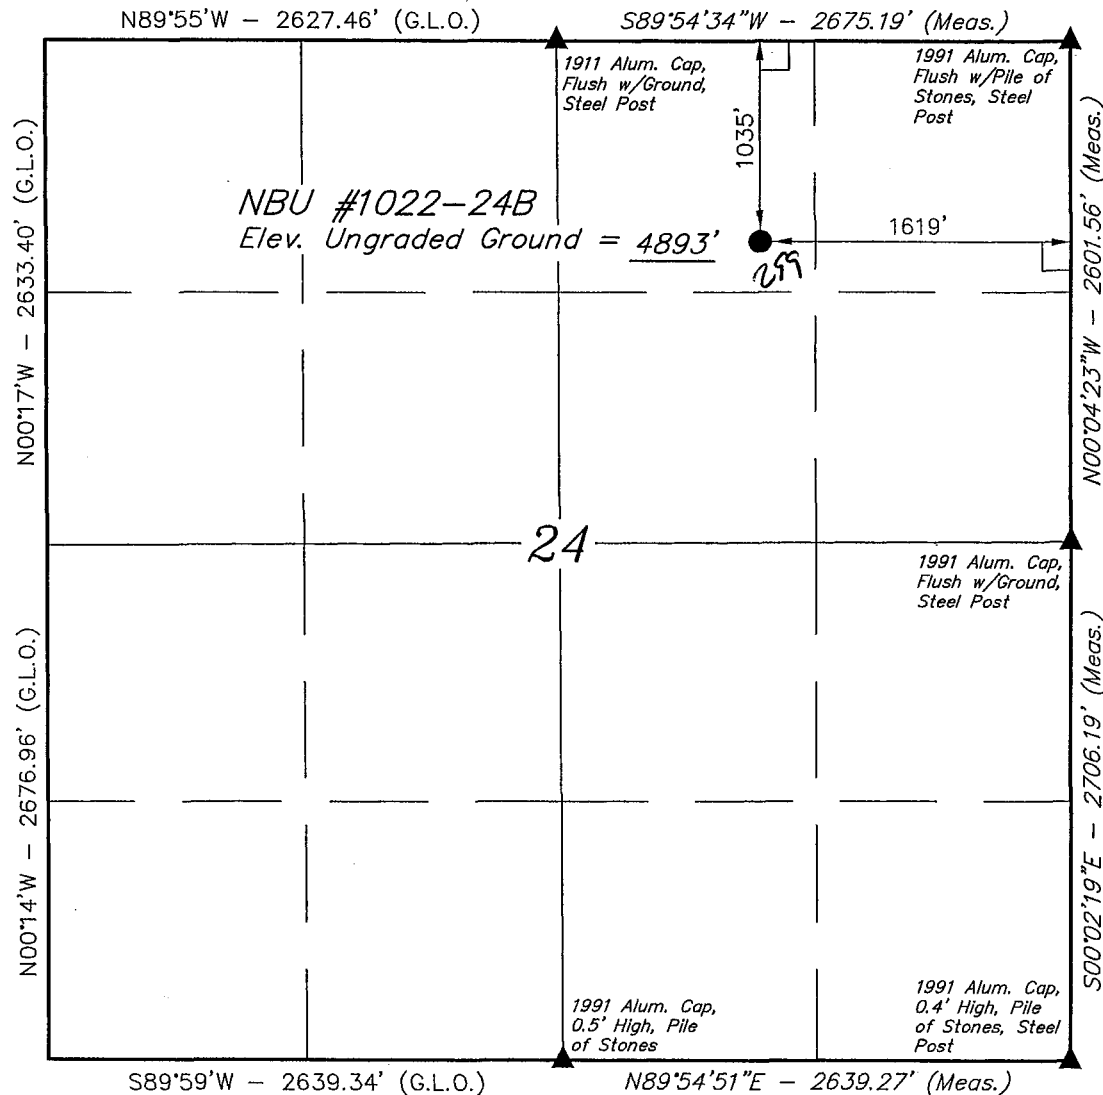 N89°55'W - 2627.46' (G.L.O.)
S89°54'34"W - 2675.19' (Meas.)
1911 Alum. Cap,
Flush w/Ground,
Steel Post
1991 Alum. Cap,
Flush w/Pile of
Stones, Steel
Post
N00°17'W - 2633.40' (G.L.O.)
1035'
N00°04'23"W - 2601.56' (Meas.)
NBU #1022-24B
Elev. Ungraded Ground = 4893'
1619'
299
24
1991 Alum. Cap,
Flush w/Ground,
Steel Post
N00°14'W - 2676.96' (G.L.O.)
S00°02'19"E - 2706.19' (Meas.)
1991 Alum. Cap,
0.5' High, Pile
of Stones
1991 Alum. Cap,
0.4' High, Pile
of Stones, Steel
Post
S89°59'W - 2639.34' (G.L.O.)
N89°54'51"E - 2639.27' (Meas.)